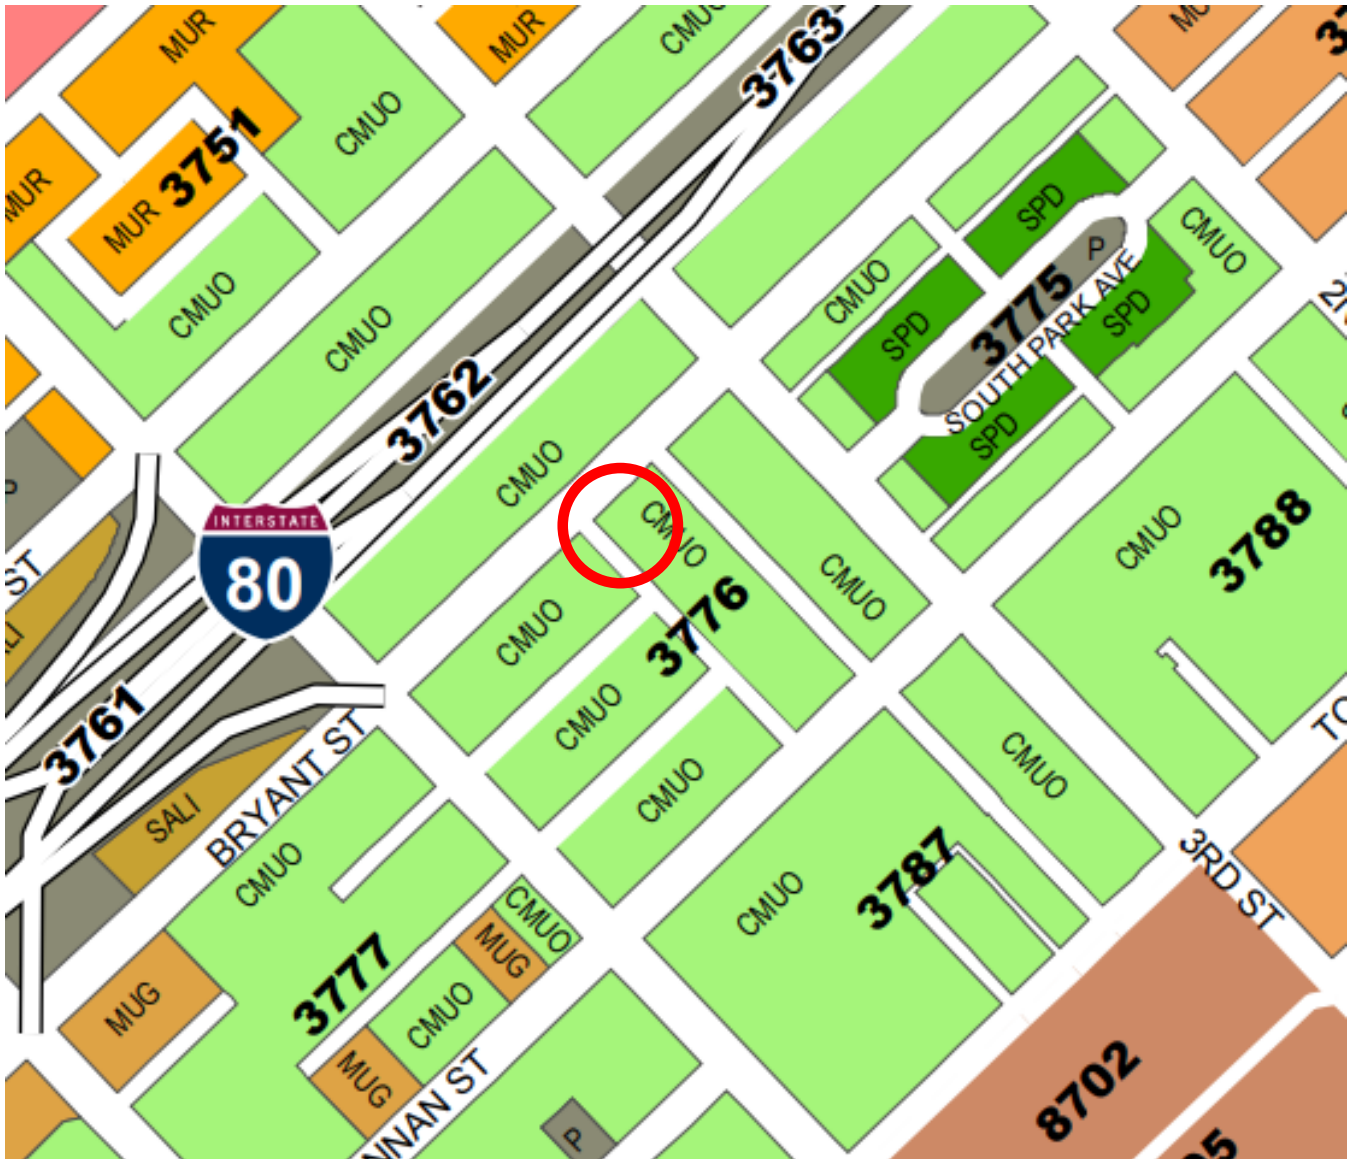 MUR
MUR
CMUO
3763
CMUO
3751
MUR
MUR
CMUO
CMUO
SPD
P
CMUO
CMUO
SPD
3775
SOUTH PARK AVE
SPD
SPD
3762
CMUO
CMUO
CMUO
3788
CMUO
INTERSTATE
80
ST
CMUO
3776
CMUO
CMUO
3761
BRYANT ST
SALI
CMUO
CMUO
3RD ST
CMUO
CMUO
3787
CMUO
MUG
3777
MUG
CMUO
MUG
NNAN ST
P
8702